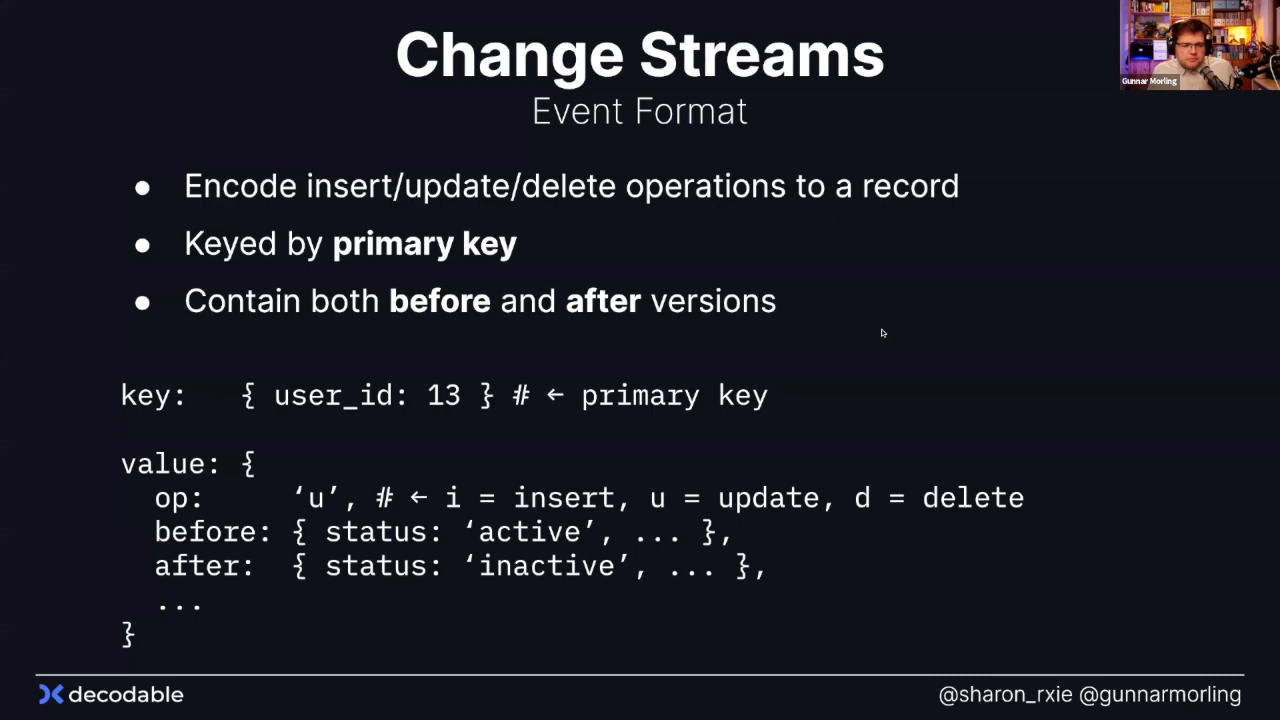 Change Streams
Event Format
Gunnar Morling
● Encode insert/update/delete operations to a record
● Keyed by primary key
● Contain both before and after versions
key:   { user_id: 13 } # ← primary key
value: {
  op:     ‘u’, # ← i = insert, u = update, d = delete
  before: { status: ‘active’, ... },
  after:  { status: ‘inactive’, ... },
  ...
}
decodable
@sharon_rxie @gunnarmorling